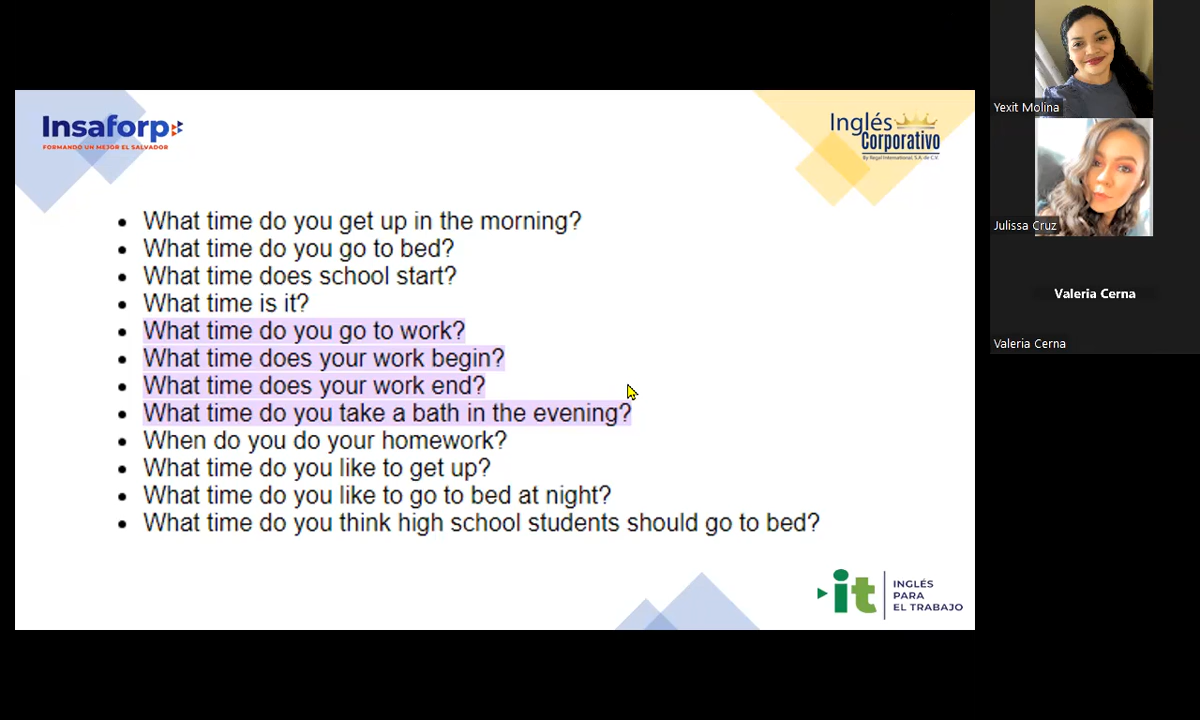 Insaforp
FORMANDO UN MEJOR EL SALVADOR
Inglés
Corporativo
By Regal International, S.A. de C.V.
• What time do you get up in the morning?
• What time do you go to bed?
• What time does school start?
• What time is it?
• What time do you go to work?
• What time does your work begin?
• What time does your work end?
• What time do you take a bath in the evening?
• When do you do your homework?
• What time do you like to get up?
• What time do you like to go to bed at night?
• What time do you think high school students should go to bed?
it
INGLÉS
PARA
EL TRABAJO
Yexit Molina
Julissa Cruz
Valeria Cerna
Valeria Cerna